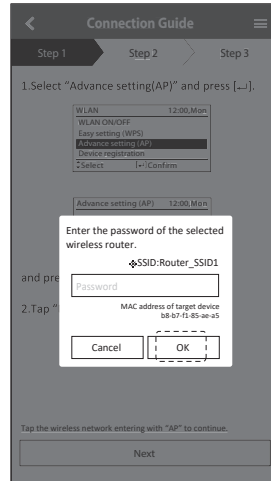 Connection Guide
Step 1
Step 2
Step 3
1.Select “Advance setting(AP)” and press [↵].
WLAN 12:00,Mon
WLAN ON/OFF
Easy setting (WPS)
Advance setting (AP)
Device registration
Select [↵]Confirm
Advance setting (AP) 12:00,Mon
Enter the password of the selected
wireless router.
SSID:Router_SSID1
Password
MAC address of target device
b8-b7-f1-85-ae-a5
Cancel
OK
and pre
2.Tap “
Tap the wireless network entering with “AP” to continue.
Next